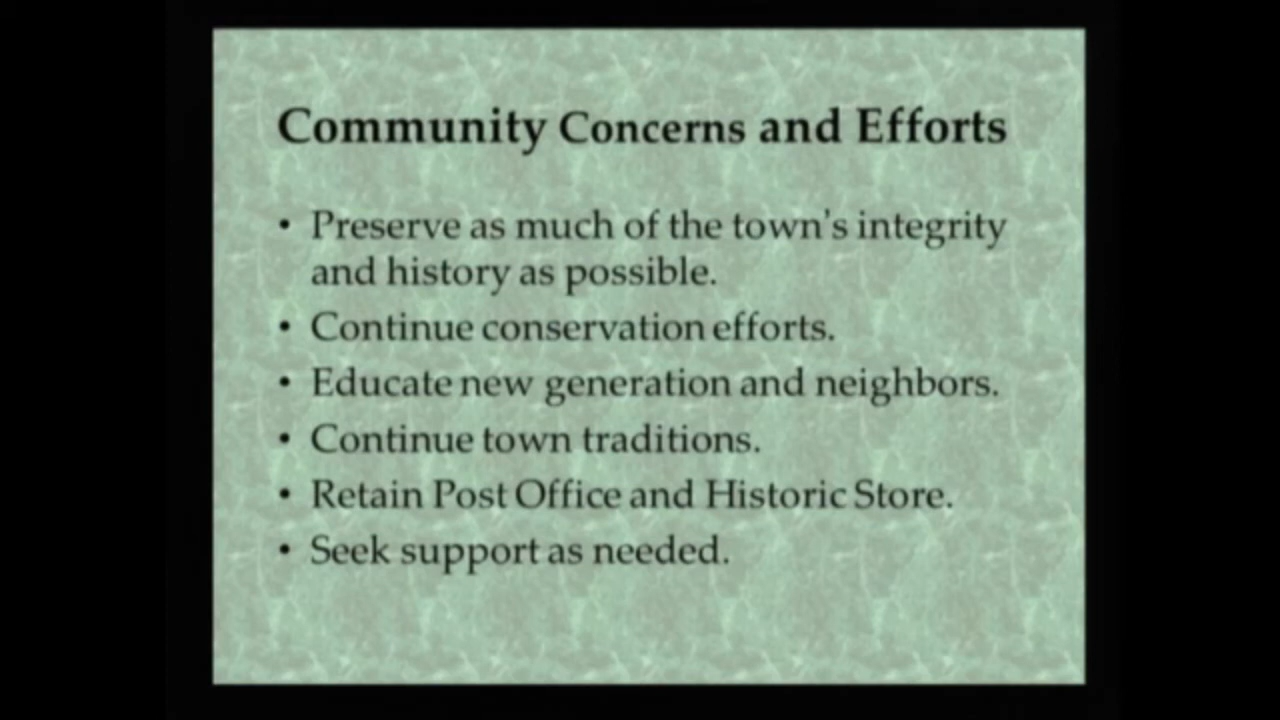 Community Concerns and Efforts
• Preserve as much of the town's integrity
and history as possible.
• Continue conservation efforts.
• Educate new generation and neighbors.
• Continue town traditions.
• Retain Post Office and Historic Store.
• Seek support as needed.